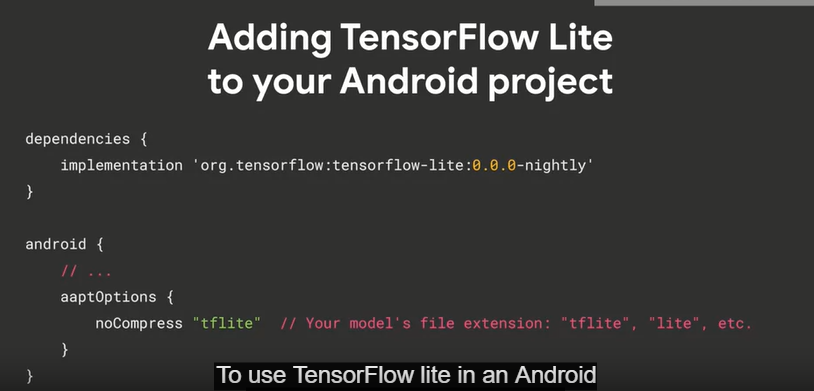 Adding TensorFlow Lite
to your Android project
dependencies {
implementation 'org.tensorflow:tensorflow-lite:0.0.0-nightly'
}
android {
// ...
aaptOptions {
noCompress "tflite"  // Your model's file extension: "tflite", "lite", etc.
}
}
To use TensorFlow lite in an Android